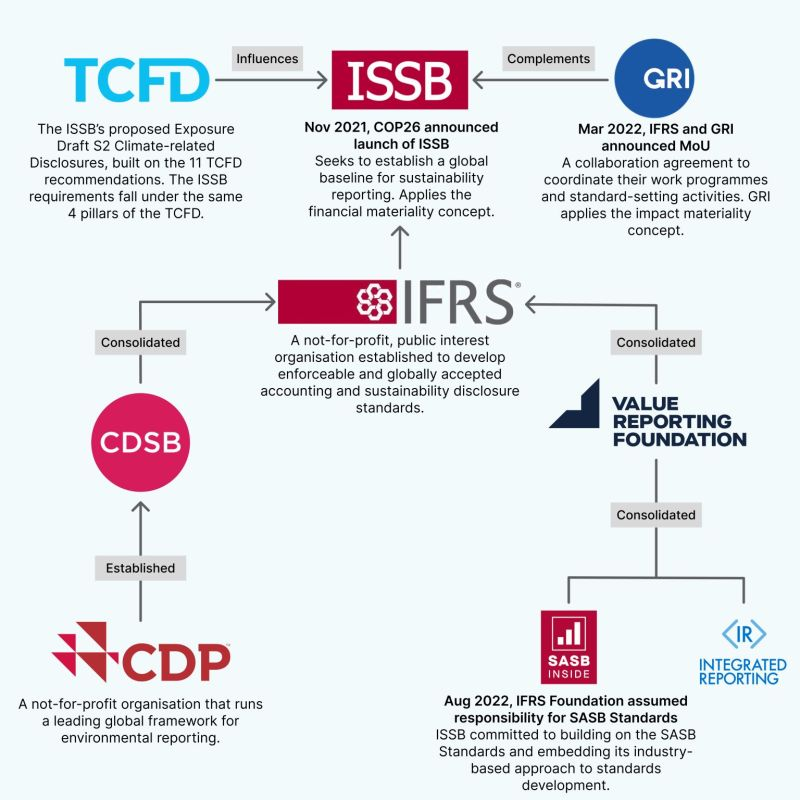 TCFD
Influences
ISSB
Complements
GRI
The ISSB's proposed Exposure
Draft S2 Climate-related
Disclosures, built on the 11 TCFD
recommendations. The ISSB
requirements fall under the same
4 pillars of the TCFD.
Nov 2021, COP26 announced
launch of ISSB
Seeks to establish a global
baseline for sustainability
reporting. Applies the
financial materiality concept.
Mar 2022, IFRS and GRI
announced MoU
A collaboration agreement to
coordinate their work programmes
and standard-setting activities. GRI
applies the impact materiality
concept.
IFRS®
A not-for-profit, public interest
organisation established to develop
enforceable and globally accepted
accounting and sustainability disclosure
standards.
Consolidated
CDSB
Established
CDP™
A not-for-profit organisation that runs
a leading global framework for
environmental reporting.
Consolidated
VALUE
REPORTING
FOUNDATION
Consolidated
SASB
INSIDE
Aug 2022, IFRS Foundation assumed
responsibility for SASB Standards
ISSB committed to building on the SASB
Standards and embedding its industry-
based approach to standards
development.
<IR>
INTEGRATED
REPORTING